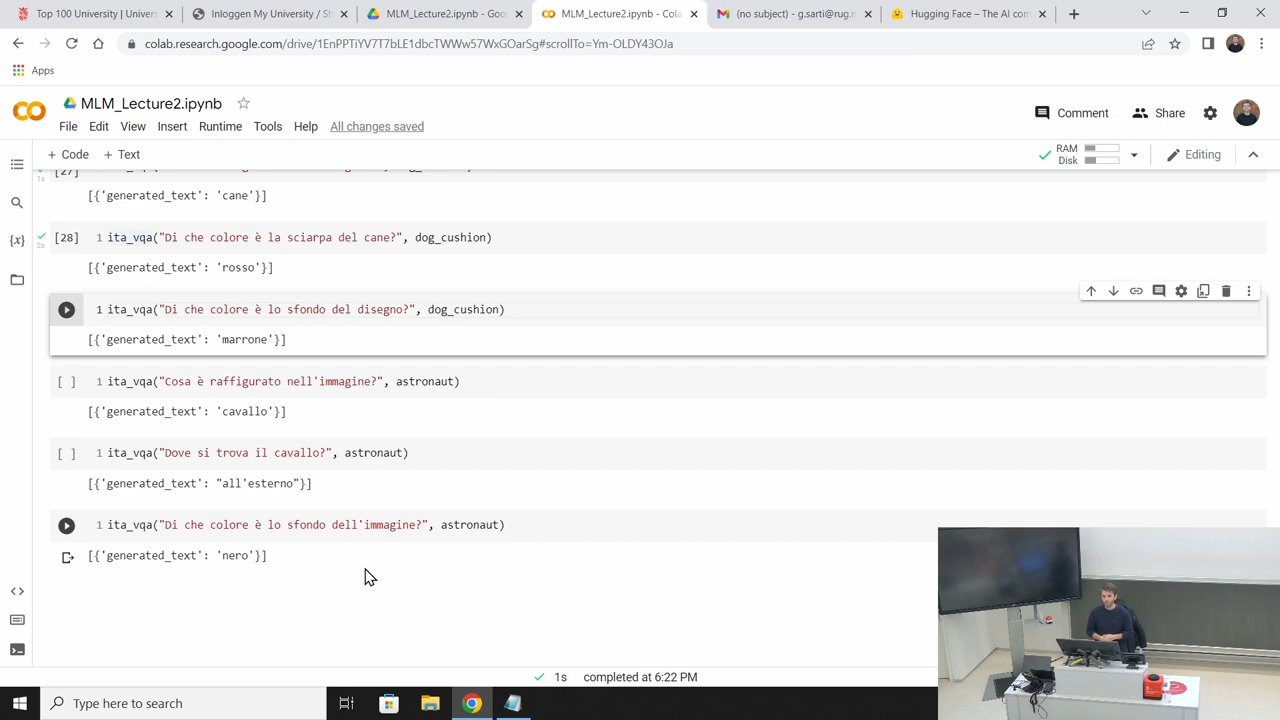 Top 100 University | Univers
Inloggen My University / St
MLM_Lecture2.ipynb - Goo
MLM_Lecture2.ipynb - Cola
(no subject) - g.sarti@rug.n
Hugging Face – The AI com
colab.research.google.com/drive/1EnPPTiYV7T7bLE1dbcTWWw57WxGOarSg#scrollTo=Ym-OLDY43OJa
Apps
MLM_Lecture2.ipynb
Comment
Share
File Edit View Insert Runtime Tools Help All changes saved
+ Code + Text
RAM
Disk
Editing
[27]
1s
[{'generated_text': 'cane'}]
[28] 1 ita_vqa("Di che colore è la sciarpa del cane?", dog_cushion)
2s
[{'generated_text': 'rosso'}]
1 ita_vqa("Di che colore è lo sfondo del disegno?", dog_cushion)
[{'generated_text': 'marrone'}]
[ ] 1 ita_vqa("Cosa è raffigurato nell'immagine?", astronaut)
[{'generated_text': 'cavallo'}]
[ ] 1 ita_vqa("Dove si trova il cavallo?", astronaut)
[{'generated_text': "all'esterno"}]
1 ita_vqa("Di che colore è lo sfondo dell'immagine?", astronaut)
[{'generated_text': 'nero'}]
1s completed at 6:22 PM
Type here to search